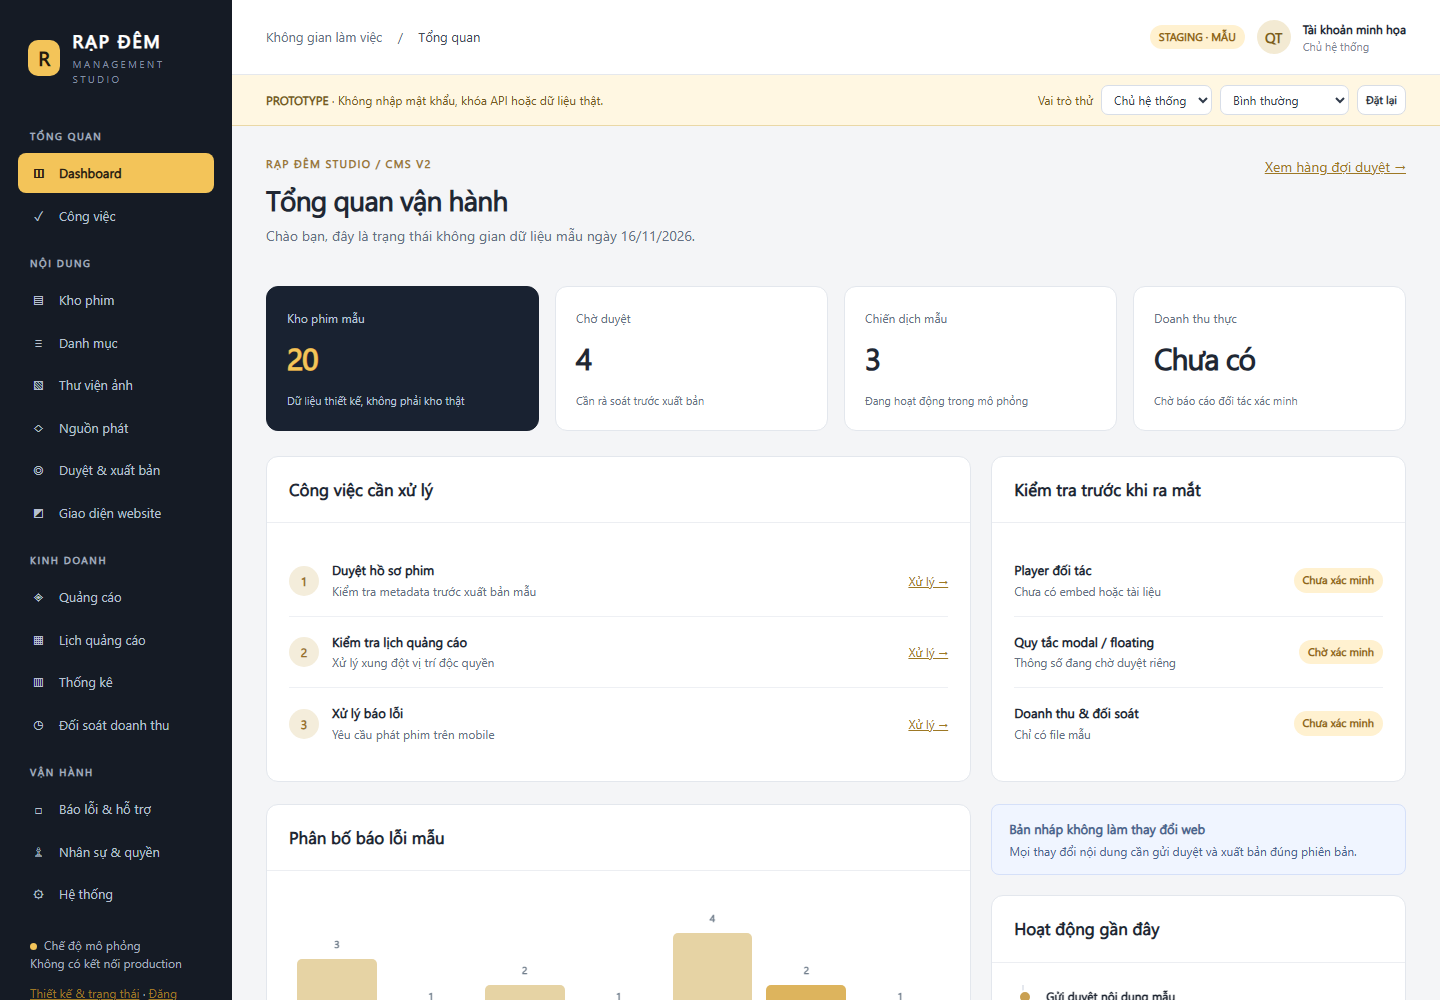 R
RẠP ĐÊM
MANAGEMENT
STUDIO
TỔNG QUAN
Dashboard
Công việc
NỘI DUNG
Kho phim
Danh mục
Thư viện ảnh
Nguồn phát
Duyệt & xuất bản
Giao diện website
KINH DOANH
Quảng cáo
Lịch quảng cáo
Thống kê
Đối soát doanh thu
VẬN HÀNH
Báo lỗi & hỗ trợ
Nhân sự & quyền
Hệ thống
Chế độ mô phỏng
Không có kết nối production
Thiết kế & trạng thái · Đăng
Không gian làm việc / Tổng quan
STAGING · MẪU
QT
Tài khoản minh họa
Chủ hệ thống
PROTOTYPE · Không nhập mật khẩu, khóa API hoặc dữ liệu thật.
Vai trò thử
Chủ hệ thống
Bình thường
Đặt lại
RẠP ĐÊM STUDIO / CMS V2
Xem hàng đợi duyệt →
Tổng quan vận hành
Chào bạn, đây là trạng thái không gian dữ liệu mẫu ngày 16/11/2026.
Kho phim mẫu
20
Dữ liệu thiết kế, không phải kho thật
Chờ duyệt
4
Cần rà soát trước xuất bản
Chiến dịch mẫu
3
Đang hoạt động trong mô phỏng
Doanh thu thực
Chưa có
Chờ báo cáo đối tác xác minh
Công việc cần xử lý
1
Duyệt hồ sơ phim
Kiểm tra metadata trước xuất bản mẫu
Xử lý →
2
Kiểm tra lịch quảng cáo
Xử lý xung đột vị trí độc quyền
Xử lý →
3
Xử lý báo lỗi
Yêu cầu phát phim trên mobile
Xử lý →
Kiểm tra trước khi ra mắt
Player đối tác
Chưa có embed hoặc tài liệu
Chưa xác minh
Quy tắc modal / floating
Thông số đang chờ duyệt riêng
Chờ xác minh
Doanh thu & đối soát
Chỉ có file mẫu
Chưa xác minh
Phân bố báo lỗi mẫu
3
1
2
1
4
2
1
Bản nháp không làm thay đổi web
Mọi thay đổi nội dung cần gửi duyệt và xuất bản đúng phiên bản.
Hoạt động gần đây
Gửi duyệt nội dung mẫu